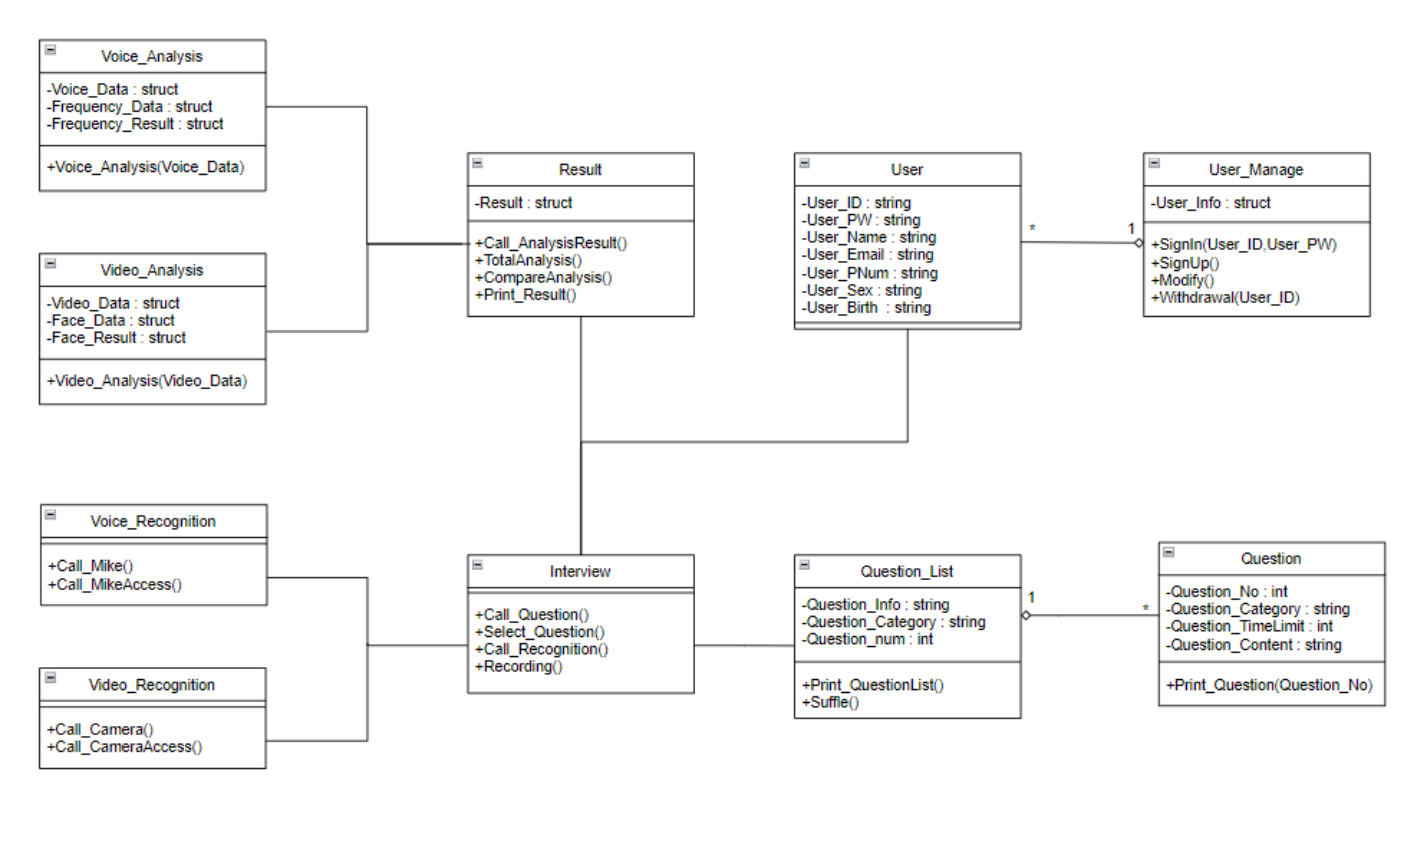 Voice_Analysis
-Voice_Data : struct
-Frequency_Data : struct
-Frequency_Result : struct
+Voice_Analysis(Voice_Data)
Video_Analysis
-Video_Data : struct
-Face_Data : struct
-Face_Result : struct
+Video_Analysis(Video_Data)
Result
-Result : struct
+Call_AnalysisResult()
+TotalAnalysis()
+CompareAnalysis()
+Print_Result()
User
-User_ID : string
-User_PW : string
-User_Name : string
-User_Email : string
-User_PNum : string
-User_Sex : string
-User_Birth : string
*
1
User_Manage
-User_Info : struct
+SignIn(User_ID,User_PW)
+SignUp()
+Modify()
+Withdrawal(User_ID)
Voice_Recognition
+Call_Mike()
+Call_MikeAccess()
Video_Recognition
+Call_Camera()
+Call_CameraAccess()
Interview
+Call_Question()
+Select_Question()
+Call_Recognition()
+Recording()
Question_List
-Question_Info : string
-Question_Category : string
-Question_num : int
+Print_QuestionList()
+Suffle()
1
*
Question
-Question_No : int
-Question_Category : string
-Question_TimeLimit : int
-Question_Content : string
+Print_Question(Question_No)